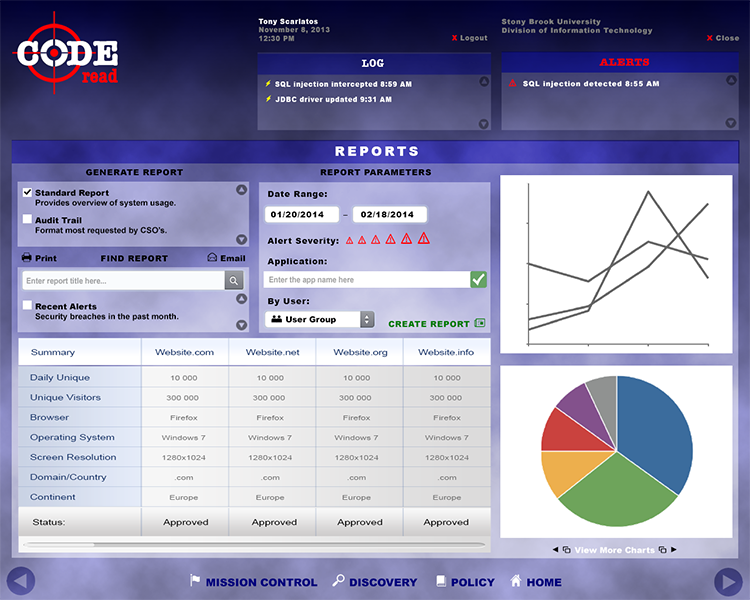 CODE
read
Tony Scarlatos
November 8, 2013
12:30 PM
X Logout
Stony Brook University
Division of Information Technology
X Close
LOG
SQL injection intercepted 8:59 AM
JDBC driver updated 9:31 AM
ALERTS
SQL injection detected 8:55 AM
REPORTS
GENERATE REPORT
Standard Report
Provides overview of system usage.
Audit Trail
Format most requested by CSO's.
Print
FIND REPORT
Email
Enter report title here...
Recent Alerts
Security breaches in the past month.
REPORT PARAMETERS
Date Range:
01/20/2014 – 02/18/2014
Alert Severity:
Application:
Enter the app name here
By User:
User Group
CREATE REPORT
Summary Website.com Website.net Website.org Website.info
Daily Unique 10 000 10 000 10 000 10 000
Unique Visitors 300 000 300 000 300 000 300 000
Browser Firefox Firefox Firefox Firefox
Operating System Windows 7 Windows 7 Windows 7 Windows 7
Screen Resolution 1280x1024 1280x1024 1280x1024 1280x1024
Domain/Country .com .com .com .com
Continent Europe Europe Europe Europe
Status: Approved Approved Approved Approved
View More Charts
MISSION CONTROL
DISCOVERY
POLICY
HOME